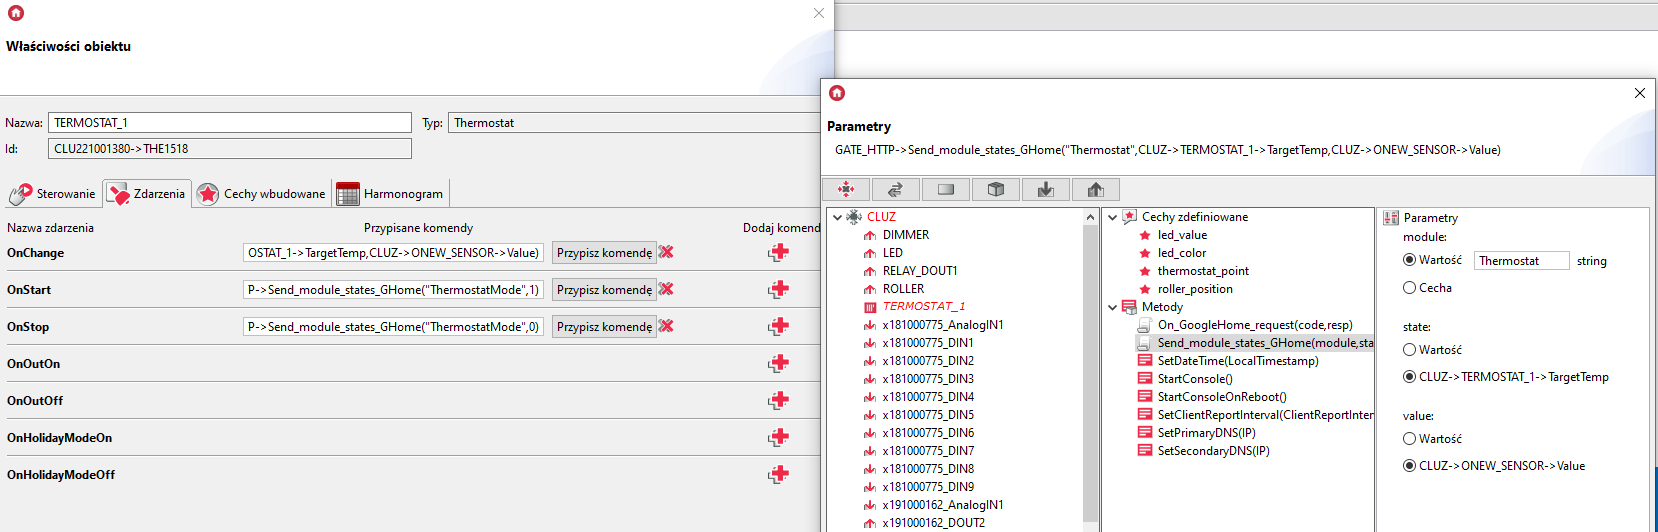 Właściwości obiektu
Nazwa: TERMOSTAT_1 Typ: Thermostat
Id: CLU221001380->THE1518
Sterowanie Zdarzenia Cechy wbudowane Harmonogram
Nazwa zdarzenia Przypisane komendy Dodaj komend
OnChange OSTAT_1->TargetTemp,CLUZ->ONEW_SENSOR->Value) Przypisz komendę
OnStart P->Send_module_states_GHome("ThermostatMode",1) Przypisz komendę
OnStop P->Send_module_states_GHome("ThermostatMode",0) Przypisz komendę
OnOutOn
OnOutOff
OnHolidayModeOn
OnHolidayModeOff
Parametry
GATE_HTTP->Send_module_states_GHome("Thermostat",CLUZ->TERMOSTAT_1->TargetTemp,CLUZ->ONEW_SENSOR->Value)
CLUZ
DIMMER
LED
RELAY_DOUT1
ROLLER
TERMOSTAT_1
x181000775_AnalogIN1
x181000775_DIN1
x181000775_DIN2
x181000775_DIN3
x181000775_DIN4
x181000775_DIN5
x181000775_DIN6
x181000775_DIN7
x181000775_DIN8
x181000775_DIN9
x191000162_AnalogIN1
x191000162_DOUT2
Cechy zdefiniowane
led_value
led_color
thermostat_point
roller_position
Metody
On_GoogleHome_request(code,resp)
Send_module_states_GHome(module,sta
SetDateTime(LocalTimestamp)
StartConsole()
StartConsoleOnReboot()
SetClientReportInterval(ClientReportInter
SetPrimaryDNS(IP)
SetSecondaryDNS(IP)
Parametry
module:
Wartość Thermostat string
Cecha
state:
Wartość
CLUZ->TERMOSTAT_1->TargetTemp
value:
Wartość
CLUZ->ONEW_SENSOR->Value